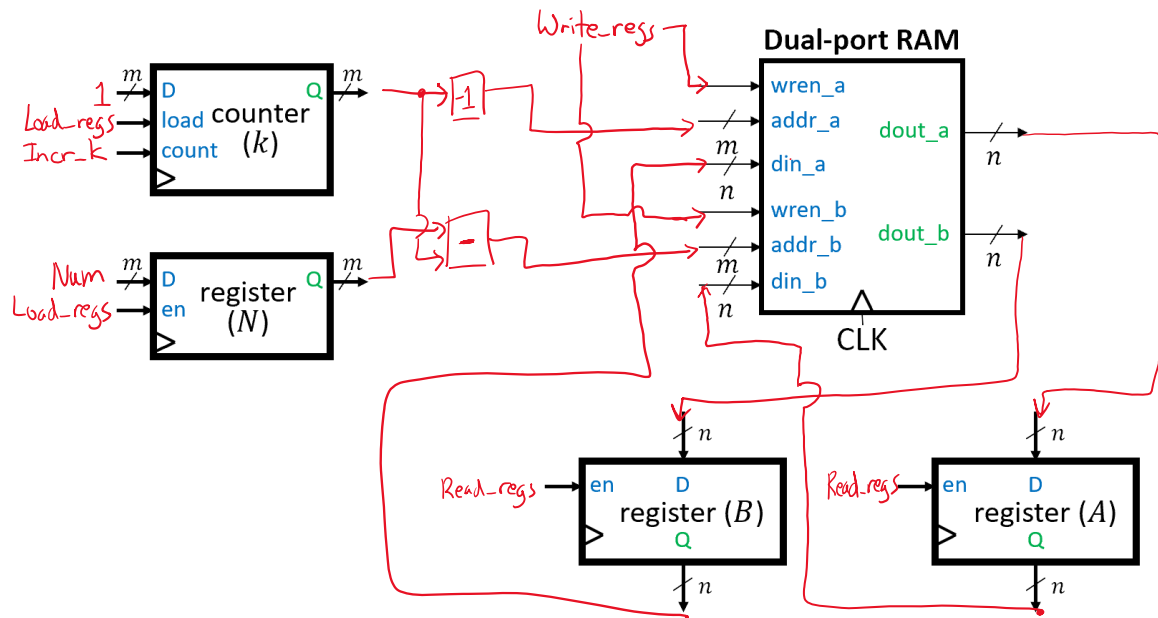 Write_regs
Dual-port RAM
1
m
D
Q
m
Load_regs
load
counter
(k)
Incr_k
count
-1
wren_a
addr_a
m
din_a
n
wren_b
addr_b
m
din_b
n
dout_a
n
dout_b
n
CLK
Num
m
D
Q
m
Load_regs
en
register
(N)
-
n
n
Read_regs
en
D
register (B)
Q
n
Read_regs
en
D
register (A)
Q
n